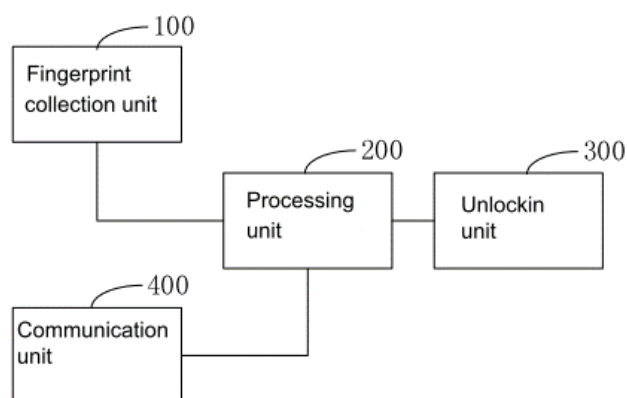 100
Fingerprint
collection unit
200
Processing
unit
300
Unlockin
unit
400
Communication
unit